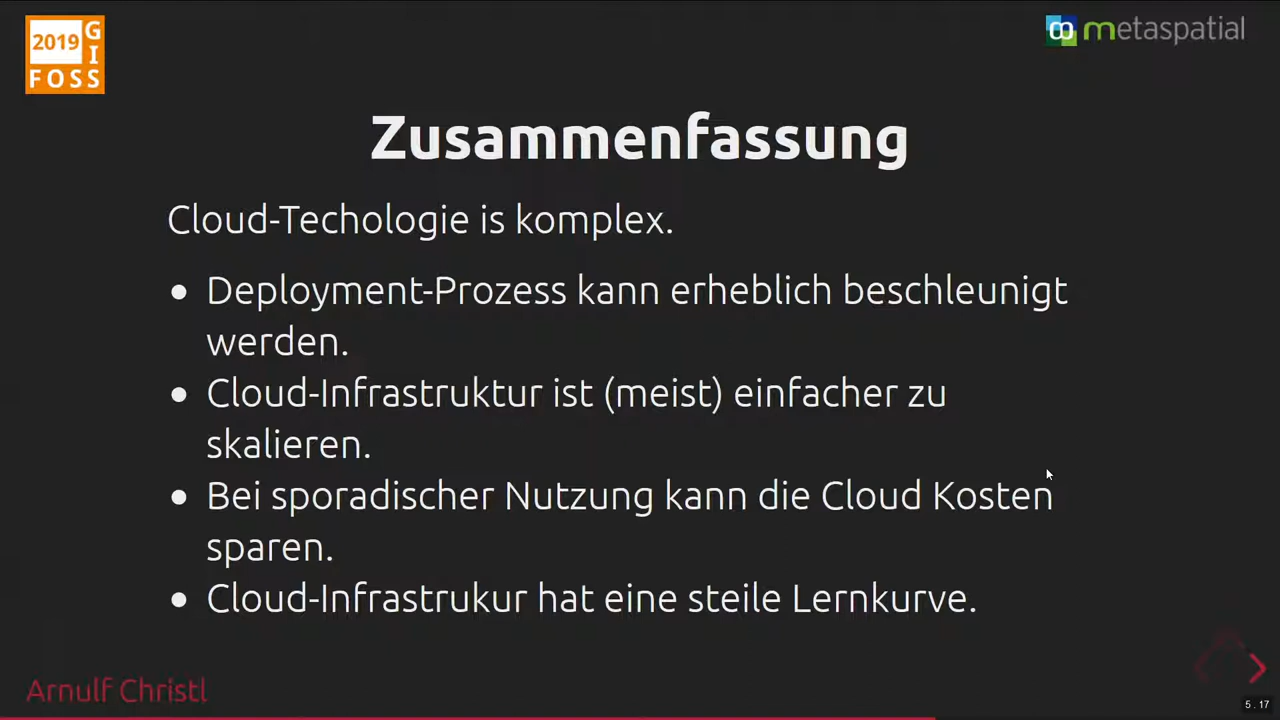 2019 GI
FOSS
metaspatial
Zusammenfassung
Cloud-Techologie is komplex.
• Deployment-Prozess kann erheblich beschleunigt
werden.
• Cloud-Infrastruktur ist (meist) einfacher zu
skalieren.
• Bei sporadischer Nutzung kann die Cloud Kosten
sparen.
• Cloud-Infrastrukur hat eine steile Lernkurve.
Arnulf Christl
5 . 17